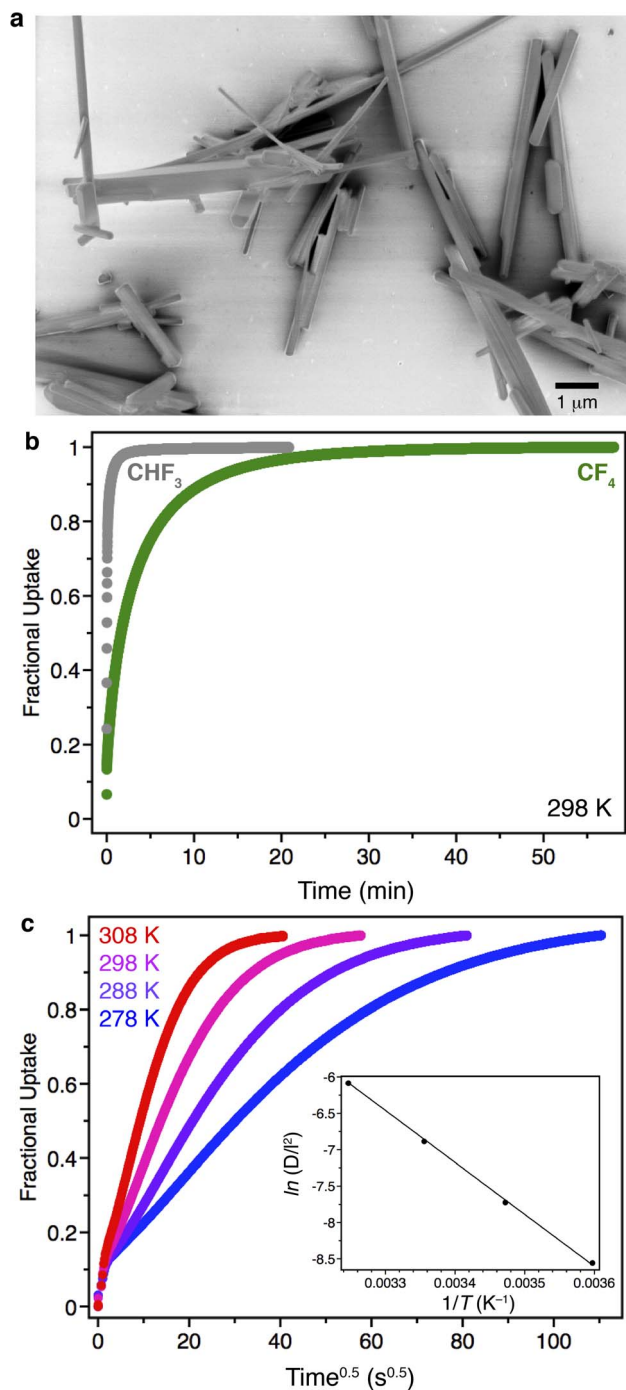 a
1 μm
b
1
0.8
0.6
0.4
0.2
0
Fractional Uptake
CHF₃
CF₄
298 K
0 10 20 30 40 50
Time (min)
c
308 K
298 K
288 K
278 K
1
0.8
0.6
0.4
0.2
0
Fractional Uptake
-6
-6.5
-7
-7.5
-8
-8.5
ln (D/l²)
0.0033 0.0034 0.0035 0.0036
1/T (K⁻¹)
0 20 40 60 80 100
Time⁰·⁵ (s⁰·⁵)